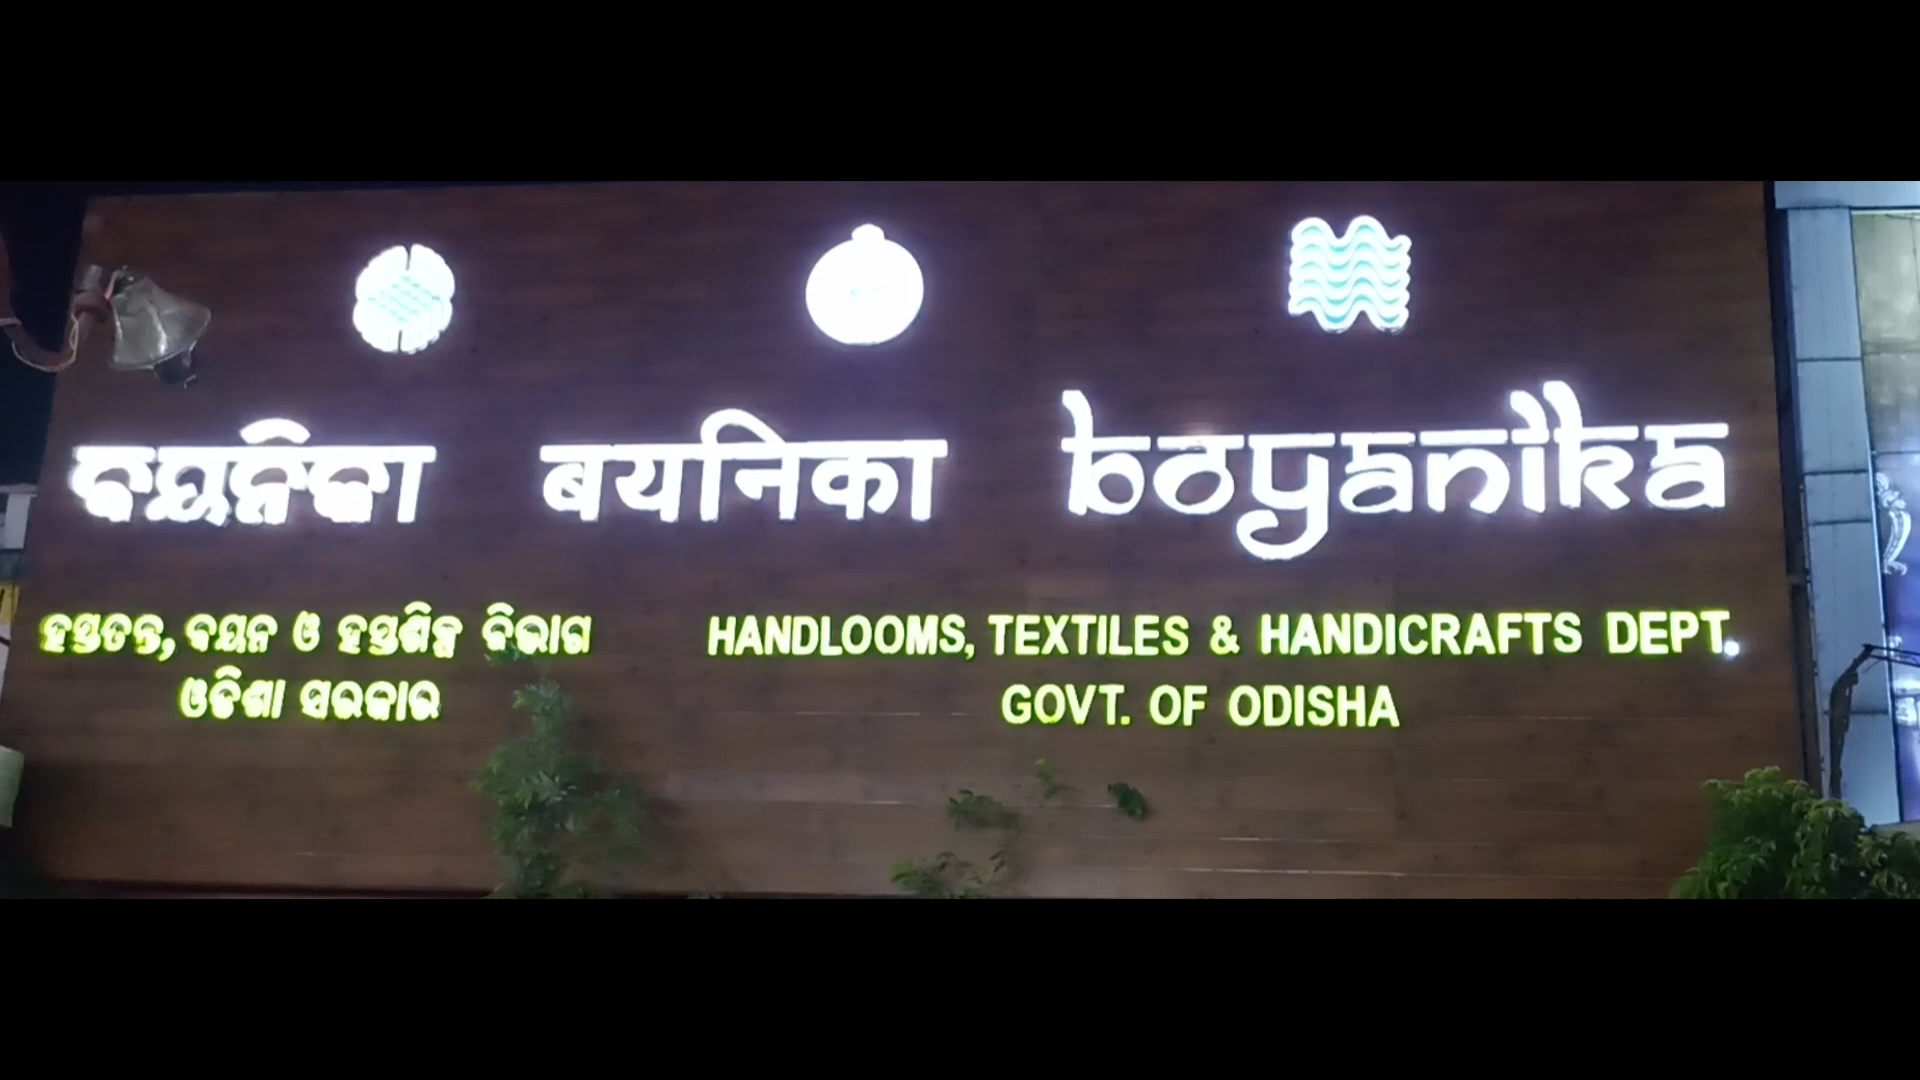 ବୟନିକା बयनिका boyanika
ହସ୍ତତନ୍ତ, ବୟନ ଓ ହସ୍ତଶିଳ୍ପ ବିଭାଗ
ଓଡିଶା ସରକାର
HANDLOOMS, TEXTILES & HANDICRAFTS DEPT.
GOVT. OF ODISHA